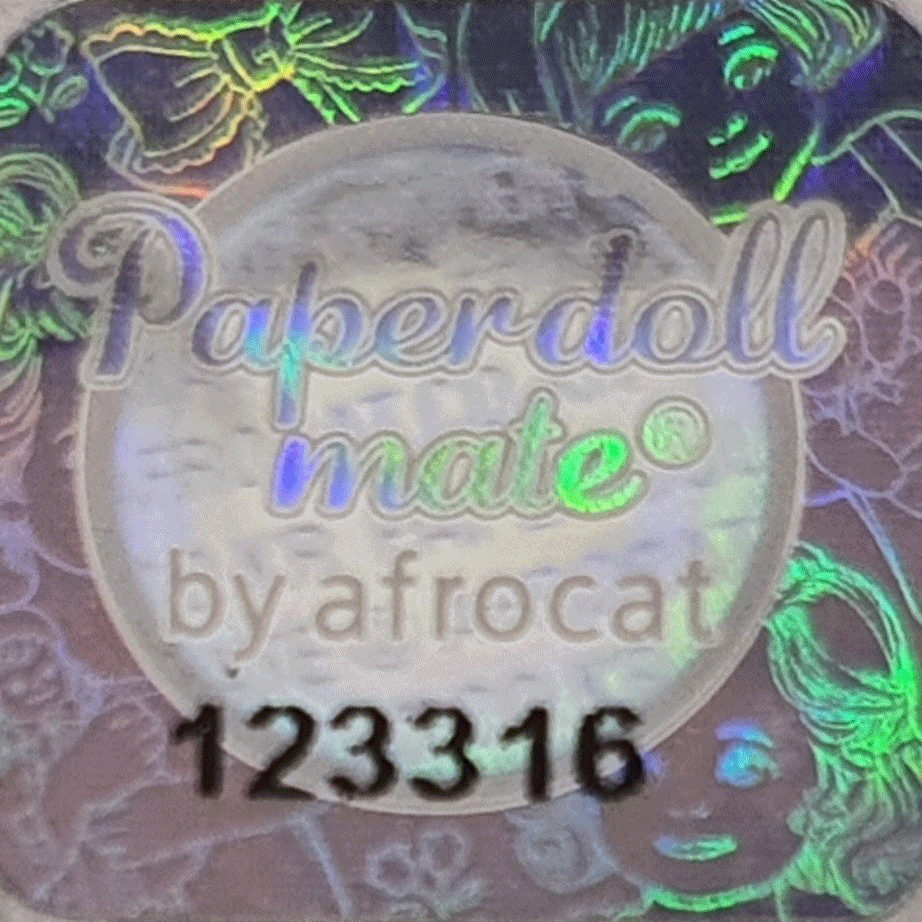 Paperdoll
mate®
by afrocat
123316